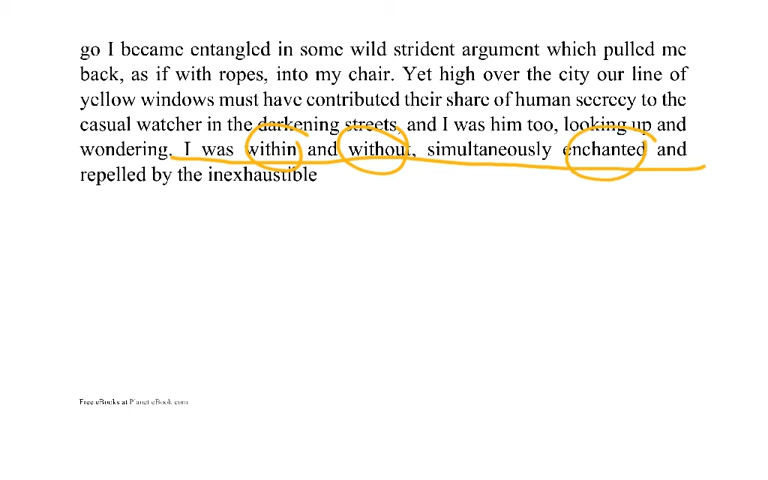 go I became entangled in some wild strident argument which pulled me
back, as if with ropes, into my chair. Yet high over the city our line of
yellow windows must have contributed their share of human secrecy to the
casual watcher in the darkening streets, and I was him too, looking up and
wondering. I was within and without, simultaneously enchanted and
repelled by the inexhaustible
Free eBooks at Planet eBook.com